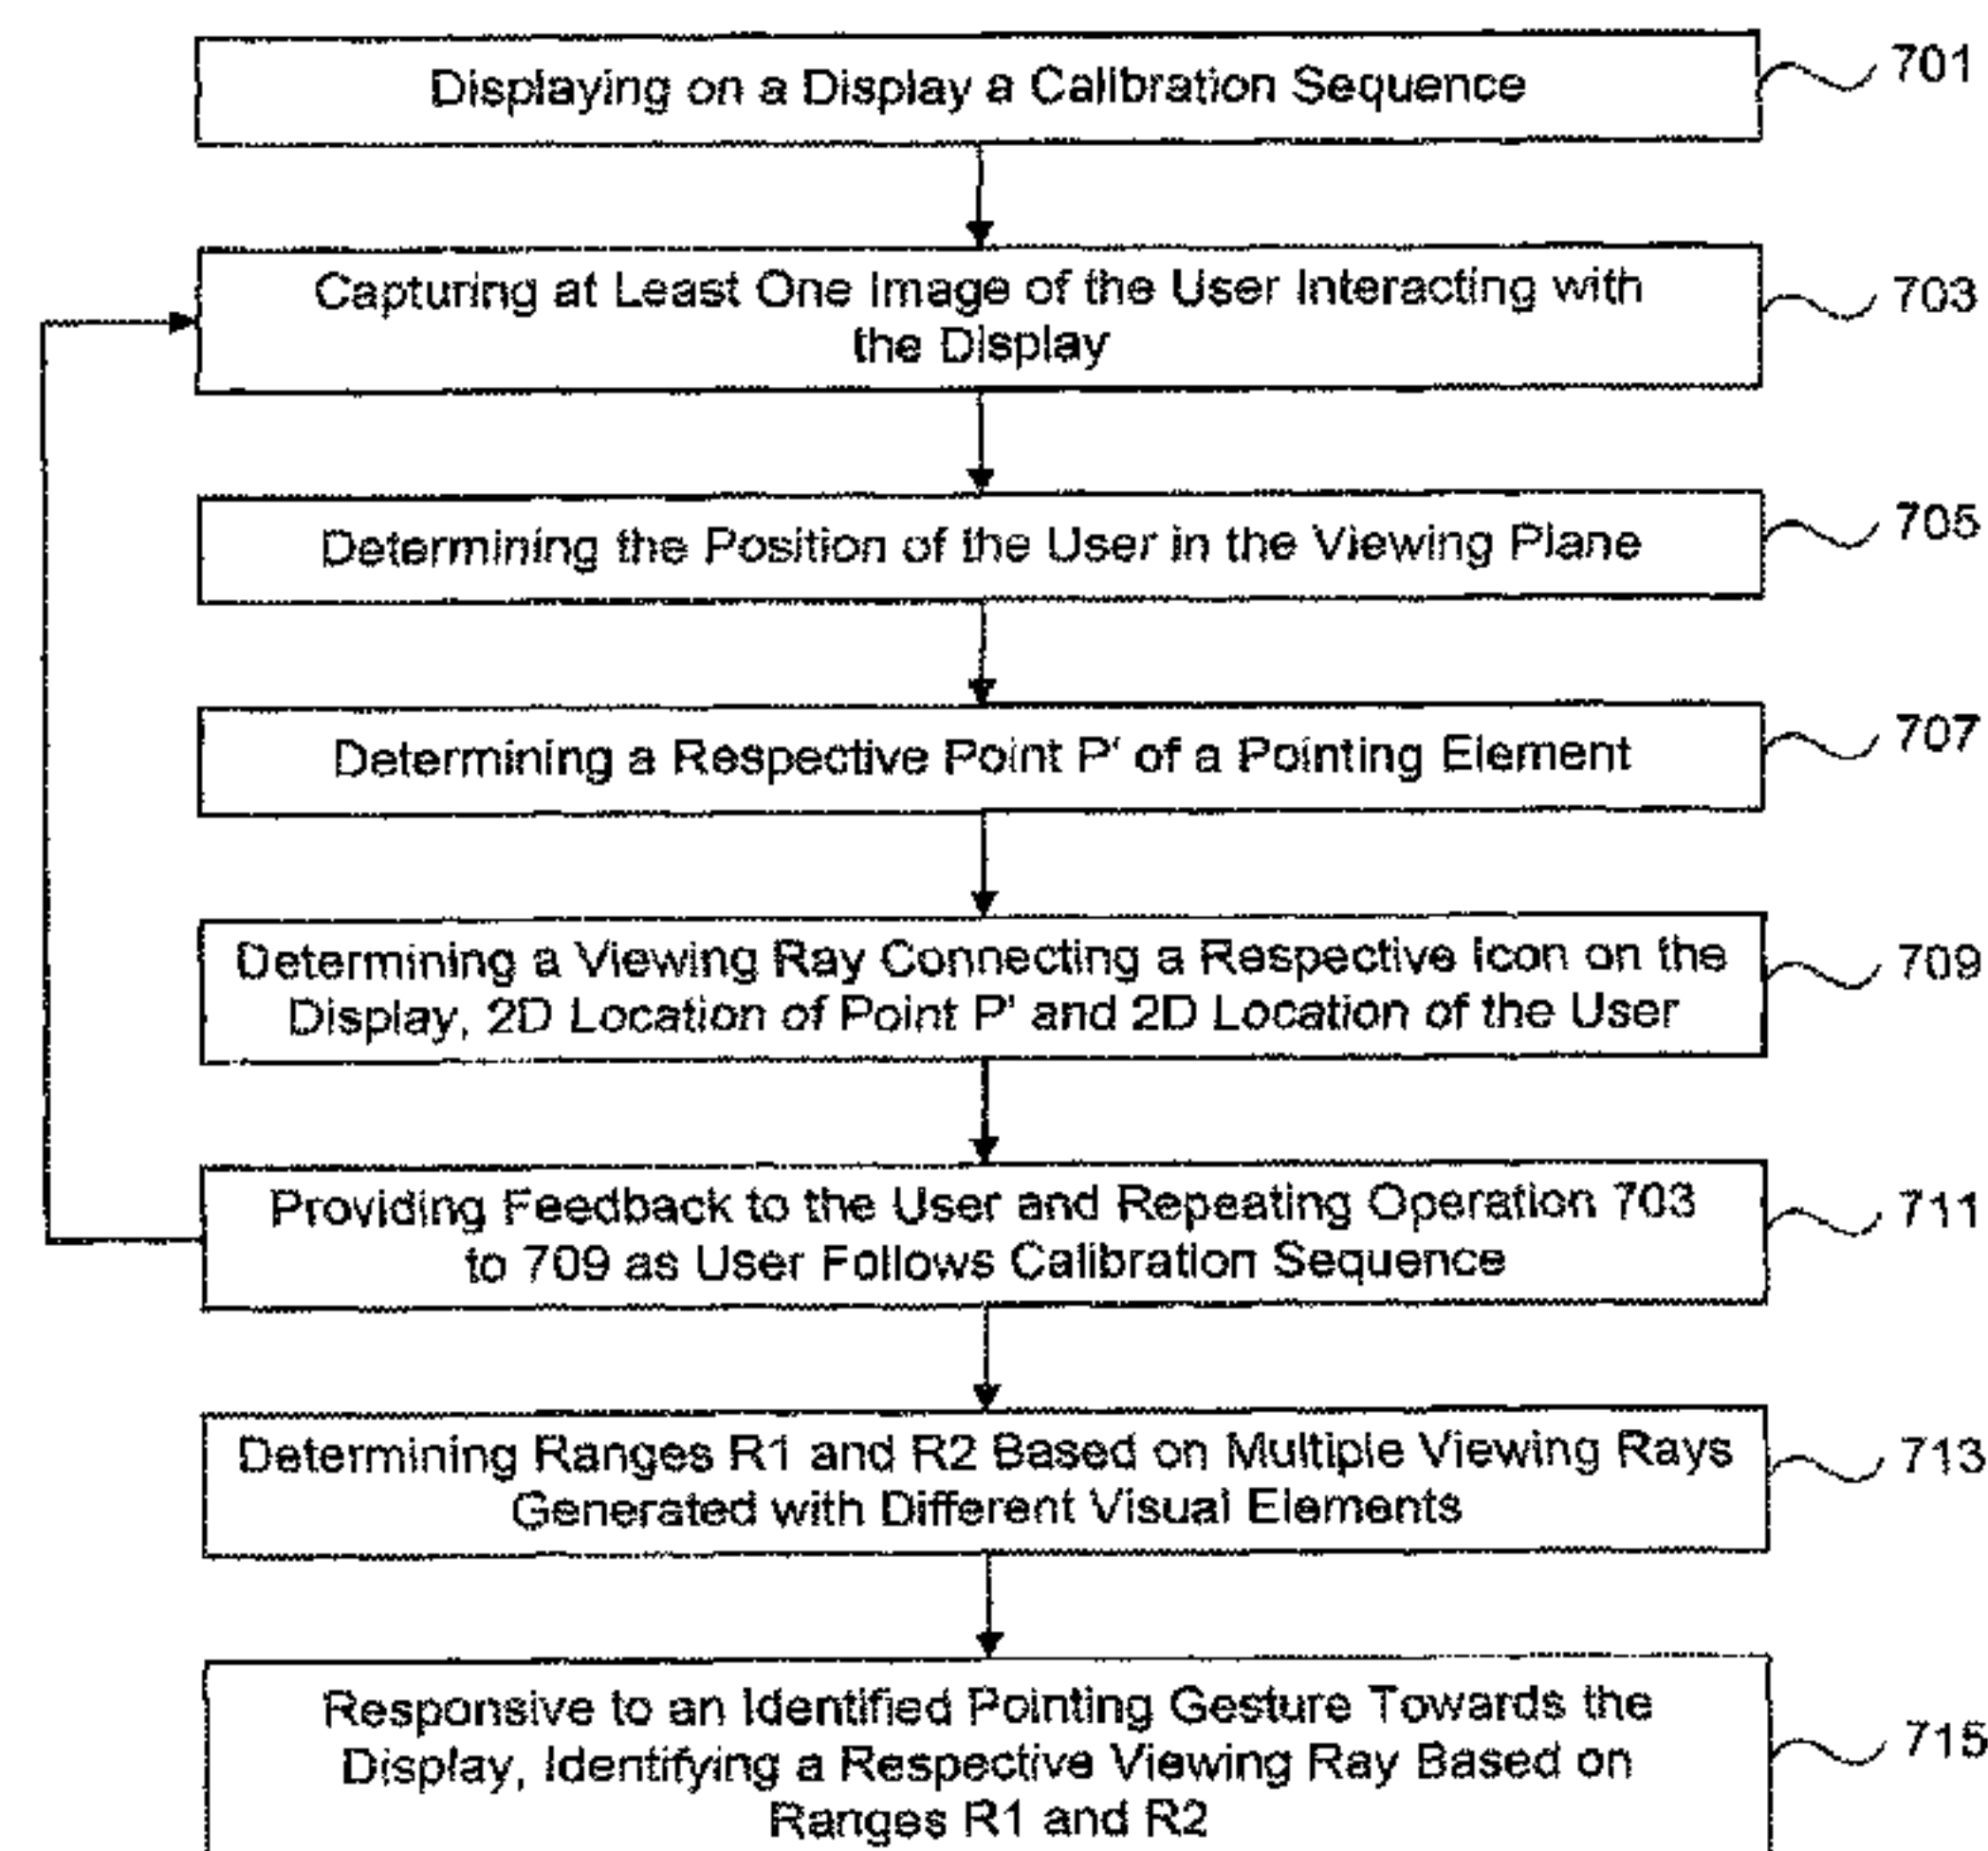 Displaying on a Display a Calibration Sequence
701
Capturing at Least One Image of the User Interacting with
the Display
703
Determining the Position of the User in the Viewing Plane
705
Determining a Respective Point P' of a Pointing Element
707
Determining a Viewing Ray Connecting a Respective Icon on the
Display, 2D Location of Point P' and 2D Location of the User
709
Providing Feedback to the User and Repeating Operation 703
to 709 as User Follows Calibration Sequence
711
Determining Ranges R1 and R2 Based on Multiple Viewing Rays
Generated with Different Visual Elements
713
Responsive to an Identified Pointing Gesture Towards the
Display, Identifying a Respective Viewing Ray Based on
Ranges R1 and R2
715